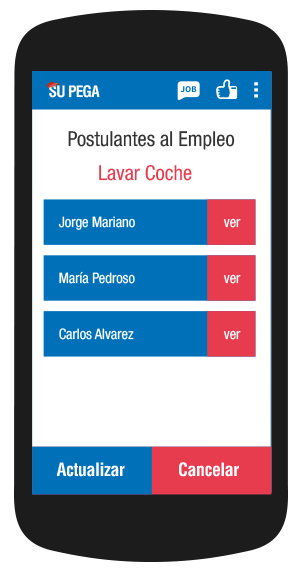 SU PEGA
JOB
Postulantes al Empleo
Lavar Coche
Jorge Mariano ver
María Pedroso ver
Carlos Alvarez ver
Actualizar Cancelar